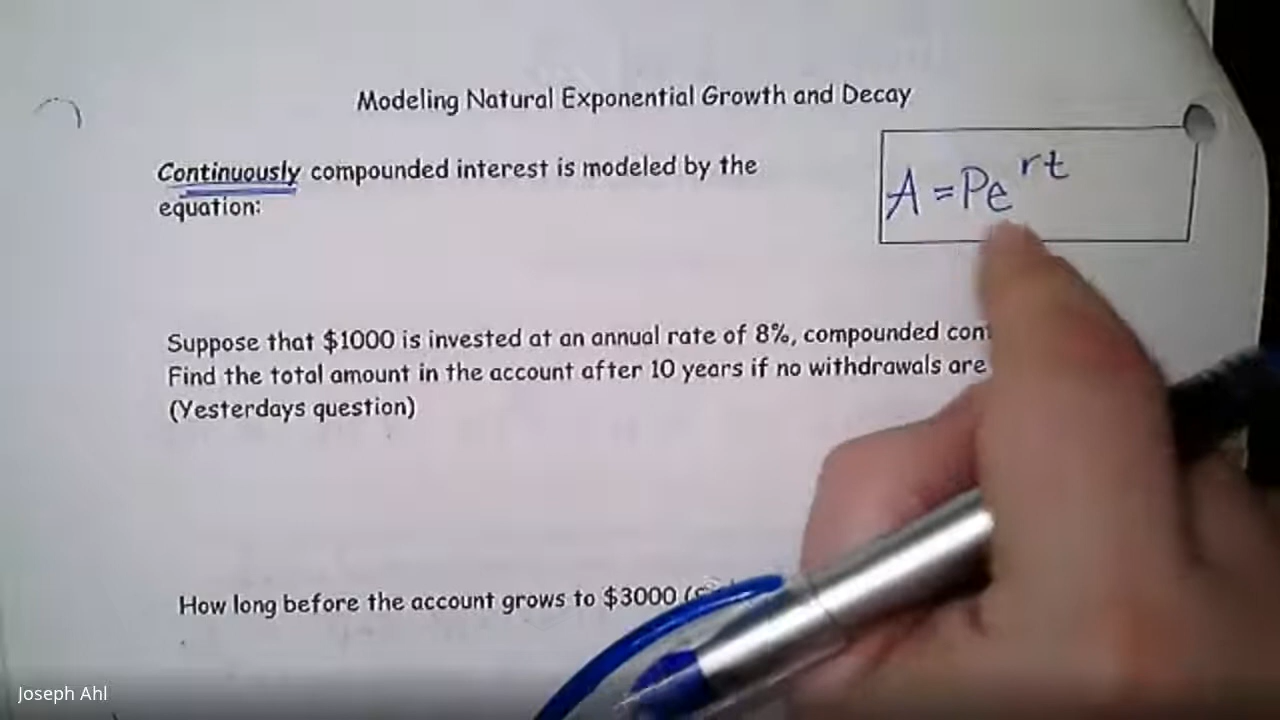 Modeling Natural Exponential Growth and Decay
Continuously compounded interest is modeled by the
equation:
A = Pe^rt
Suppose that $1000 is invested at an annual rate of 8%, compounded
Find the total amount in the account after 10 years if no withdrawals are
(Yesterdays question)
How long before the account grows to $3000
Joseph Ahl